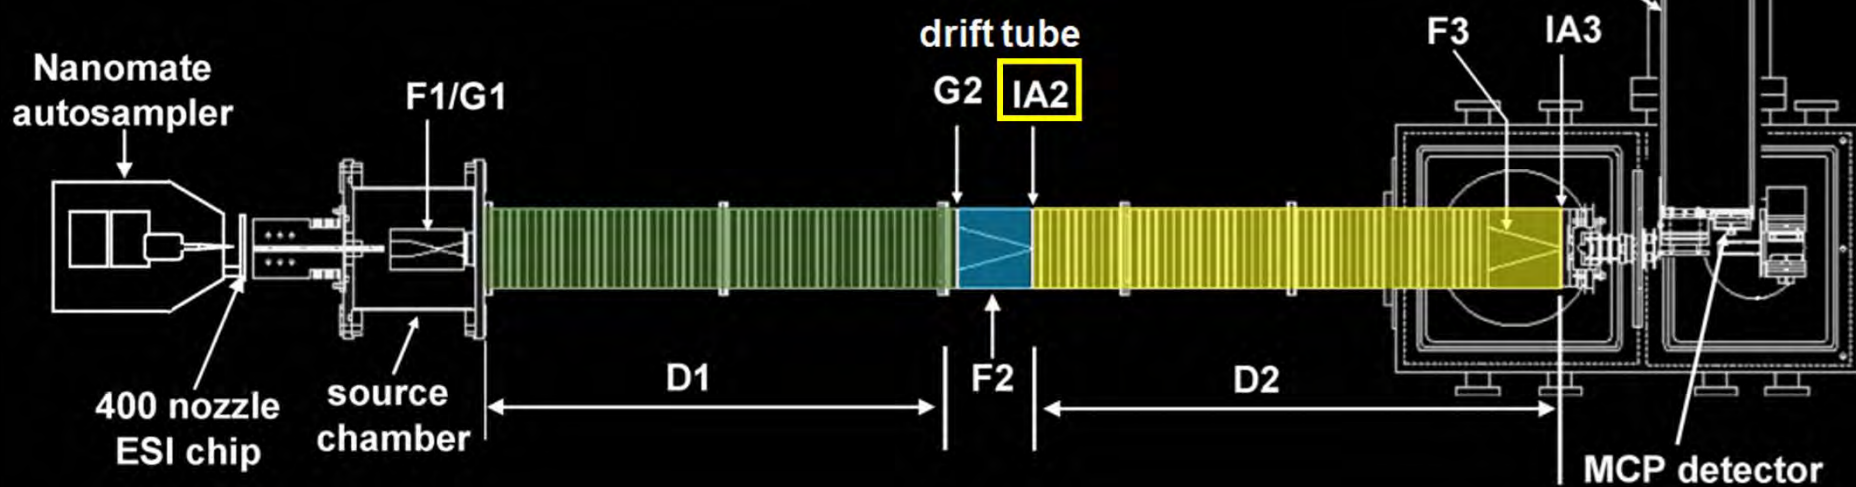 Nanomate
autosampler
F1/G1
drift tube
G2
IA2
F3
IA3
400 nozzle
ESI chip
source
chamber
D1
F2
D2
MCP detector